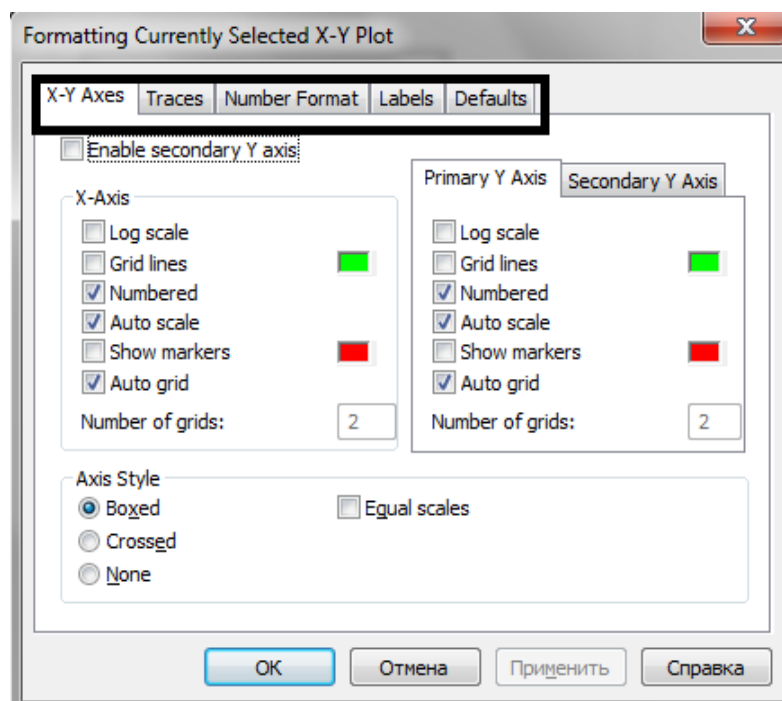 Formatting Currently Selected X-Y Plot
X
X-Y Axes Traces Number Format Labels Defaults
Enable secondary Y axis
X-Axis
Log scale
Grid lines
Numbered
Auto scale
Show markers
Auto grid
Number of grids: 2
Primary Y Axis Secondary Y Axis
Log scale
Grid lines
Numbered
Auto scale
Show markers
Auto grid
Number of grids: 2
Axis Style
Boxed
Crossed
None
Equal scales
OK Отмена Применить Справка